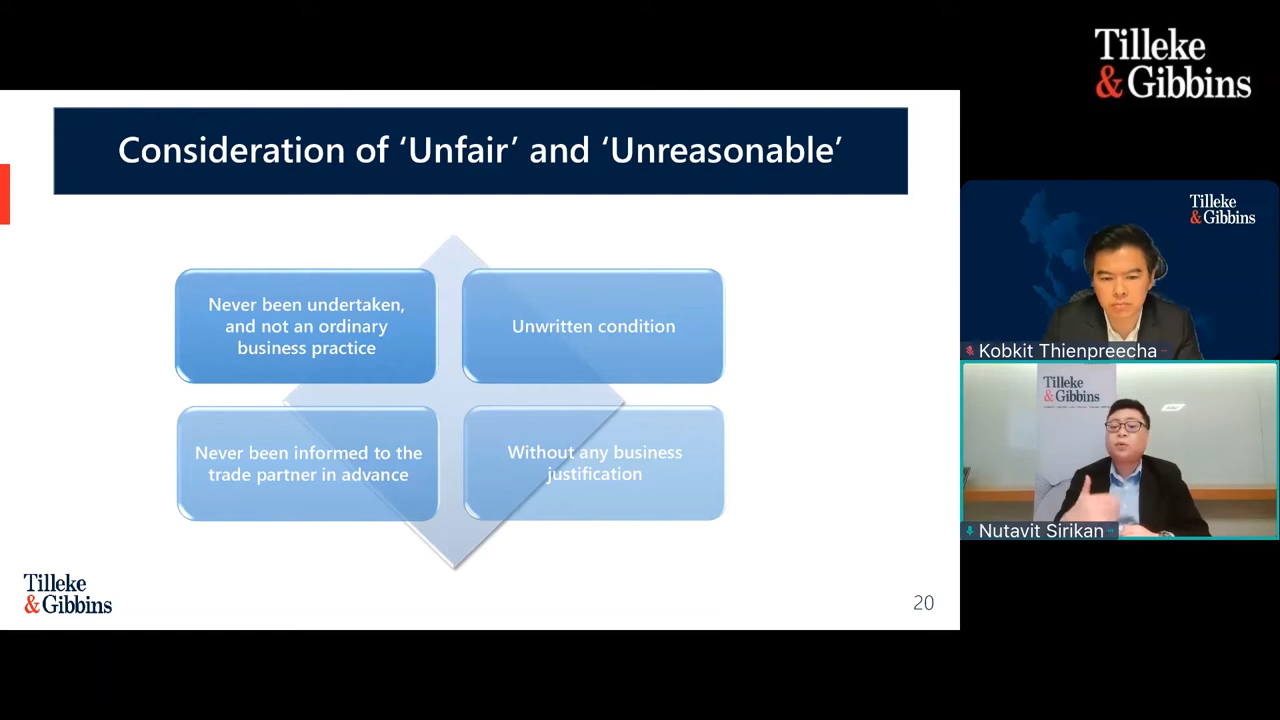 Tilleke
& Gibbins
Consideration of ‘Unfair’ and ‘Unreasonable’
Never been undertaken,
and not an ordinary
business practice
Unwritten condition
Never been informed to the
trade partner in advance
Without any business
justification
Tilleke
& Gibbins
20
Tilleke
& Gibbins
Kobkit Thienpreecha
Tilleke
& Gibbins
Nutavit Sirikan